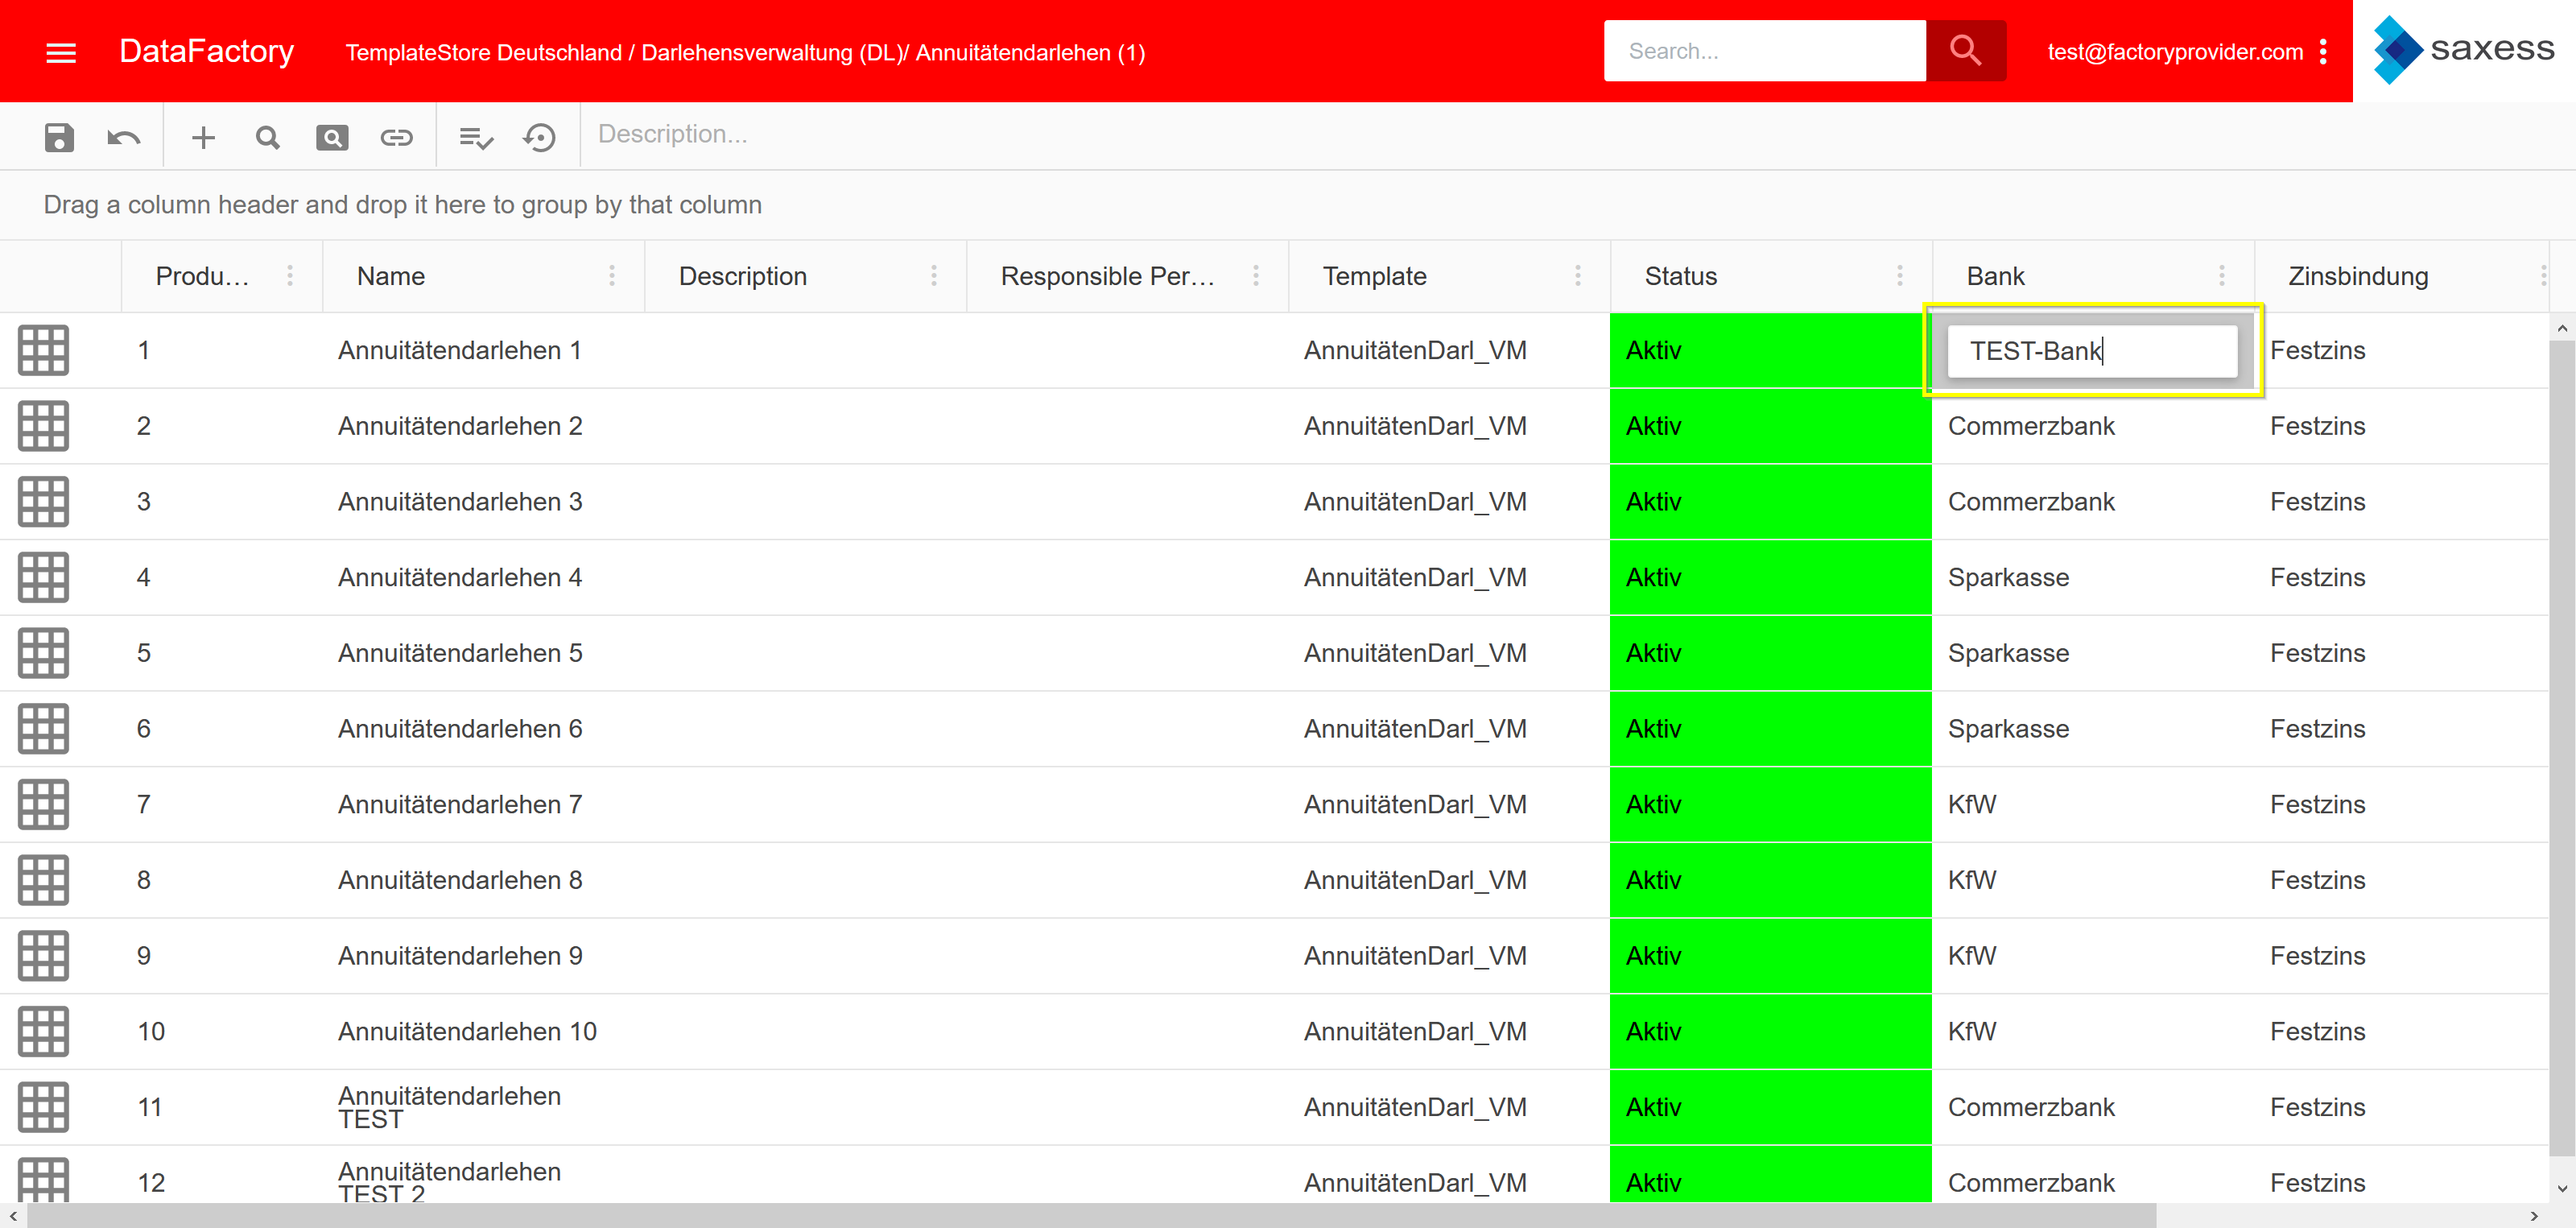 DataFactory TemplateStore Deutschland / Darlehensverwaltung (DL)/ Annuitätendarlehen (1) Search... test@factoryprovider.com saxess
Description...
Drag a column header and drop it here to group by that column
Produ... Name Description Responsible Per... Template Status Bank Zinsbindung
1 Annuitätendarlehen 1 AnnuitätenDarl_VM Aktiv TEST-Bank Festzins
2 Annuitätendarlehen 2 AnnuitätenDarl_VM Aktiv Commerzbank Festzins
3 Annuitätendarlehen 3 AnnuitätenDarl_VM Aktiv Commerzbank Festzins
4 Annuitätendarlehen 4 AnnuitätenDarl_VM Aktiv Sparkasse Festzins
5 Annuitätendarlehen 5 AnnuitätenDarl_VM Aktiv Sparkasse Festzins
6 Annuitätendarlehen 6 AnnuitätenDarl_VM Aktiv Sparkasse Festzins
7 Annuitätendarlehen 7 AnnuitätenDarl_VM Aktiv KfW Festzins
8 Annuitätendarlehen 8 AnnuitätenDarl_VM Aktiv KfW Festzins
9 Annuitätendarlehen 9 AnnuitätenDarl_VM Aktiv KfW Festzins
10 Annuitätendarlehen 10 AnnuitätenDarl_VM Aktiv KfW Festzins
11 Annuitätendarlehen TEST AnnuitätenDarl_VM Aktiv Commerzbank Festzins
12 Annuitätendarlehen TEST 2 AnnuitätenDarl_VM Aktiv Commerzbank Festzins